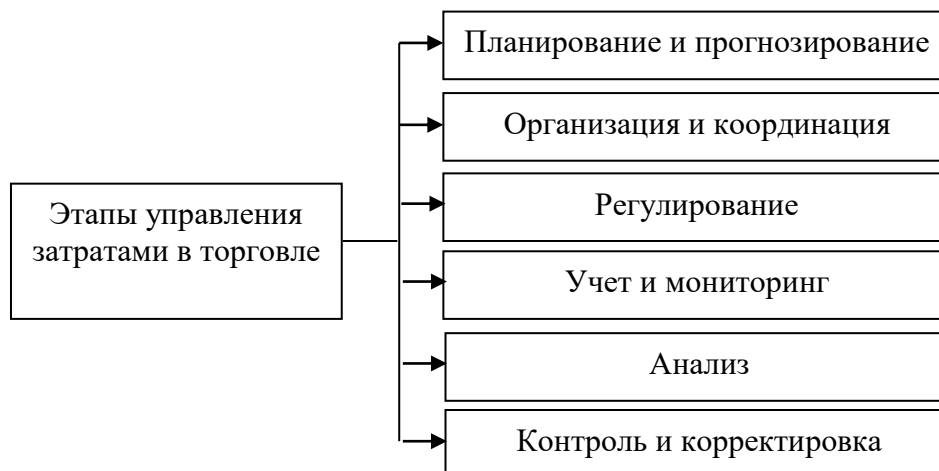 Этапы управления
затратами в торговле
Планирование и прогнозирование
Организация и координация
Регулирование
Учет и мониторинг
Анализ
Контроль и корректировка